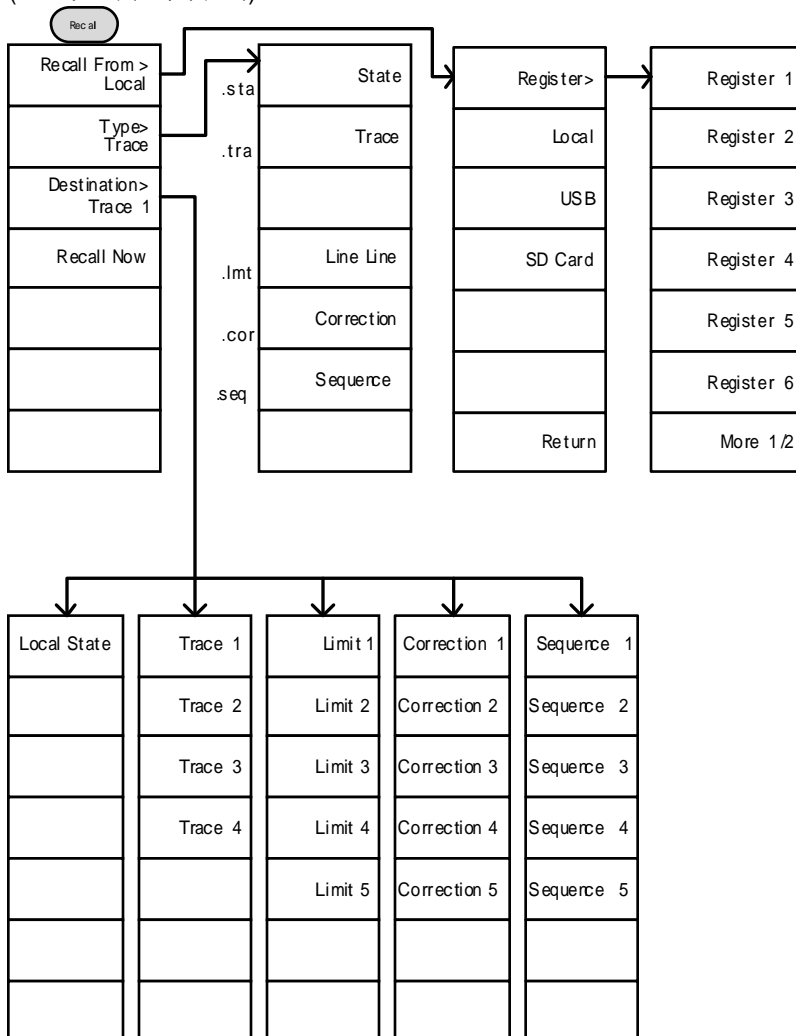 Recal
Recall From >
Local
Type>
Trace
Destination>
Trace 1
Recall Now
.sta
.tra
.lmt
.cor
.seq
State
Trace
Line Line
Correction
Sequence
Register>
Local
USB
SD Card
Return
Register 1
Register 2
Register 3
Register 4
Register 5
Register 6
More 1/2
Local State
Trace 1
Trace 2
Trace 3
Trace 4
Limit 1
Limit 2
Limit 3
Limit 4
Limit 5
Correction 1
Correction 2
Correction 3
Correction 4
Correction 5
Sequence 1
Sequence 2
Sequence 3
Sequence 4
Sequence 5